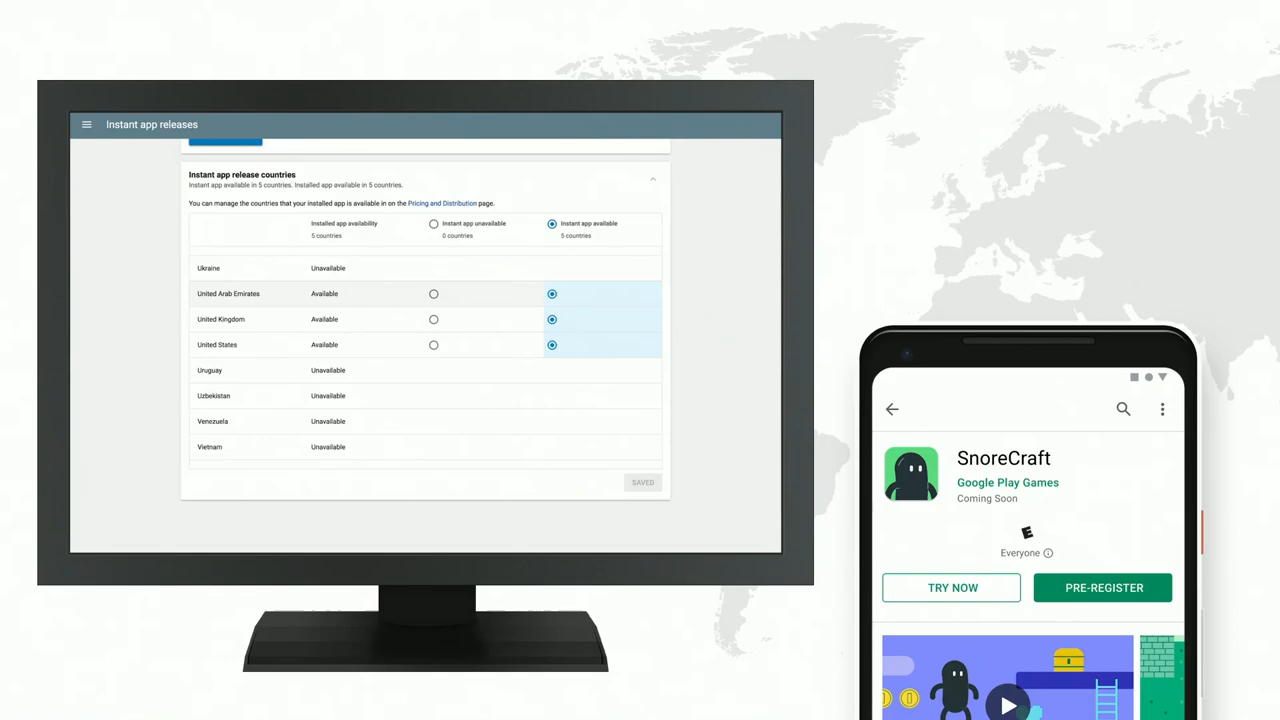 Instant app releases
Instant app release countries
Instant app available in 5 countries. Installed app available in 5 countries.
You can manage the countries that your installed app is available in on the Pricing and Distribution page.
Installed app availability Instant app unavailable Instant app available
5 countries 0 countries 5 countries
Ukraine Unavailable
United Arab Emirates Available
United Kingdom Available
United States Available
Uruguay Unavailable
Uzbekistan Unavailable
Venezuela Unavailable
Vietnam Unavailable
SAVED
SnoreCraft
Google Play Games
Coming Soon
E
Everyone
TRY NOW PRE-REGISTER